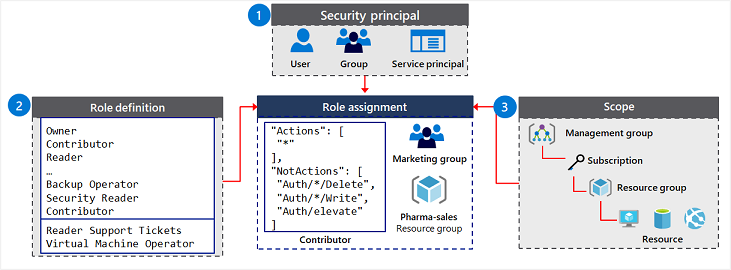 1
Security principal
User
Group
Service principal
2
Role definition
Owner
Contributor
Reader
…
Backup Operator
Security Reader
Contributor
Reader Support Tickets
Virtual Machine Operator
Role assignment
"Actions": [
"*"
],
"NotActions": [
"Auth/*/Delete",
"Auth/*/Write",
"Auth/elevate"
]
Contributor
Marketing group
Pharma-sales
Resource group
3
Scope
Management group
Subscription
Resource group
Resource